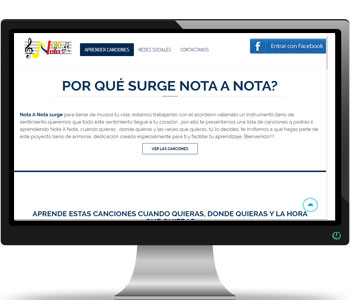 Nota
Nota
APRENDER CANCIONES REDES SOCIALES CONTACTANOS
Entrar con Facebook
POR QUÉ SURGE NOTA A NOTA?
Nota A Nota surge para llenar de musica tu vida, estamos trabajando con el acordeon vallenato un instrumento lleno de
sentimiento,queremos que todo este sentimiento llegue a tu corazón , por ello te presentamos una lista de canciones q podras ir
aprendiendo Nota A Nota, cuando quieras , donde quieras y las veces que quieras, tú lo decides, te invitamos a que hagas parte de
este proyecto lleno de armonia ,dedicación creado especialmente para ti y facilitar tu aprendizaje. Bienvenido!!!
VER LAS CANCIONES
APRENDE ESTAS CANCIONES CUANDO QUIERAS, DONDE QUIERAS Y LA HORA